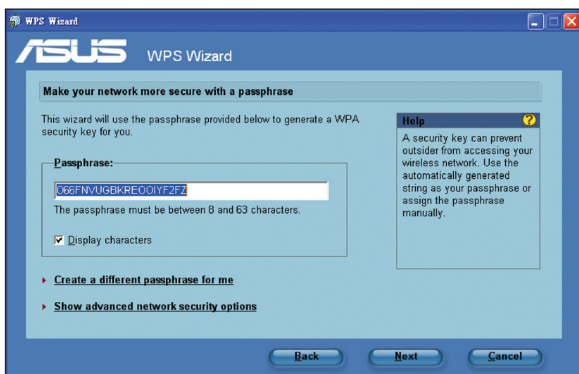 WPS Wizard
ASUS WPS Wizard
Make your network more secure with a passphrase
This wizard will use the passphrase provided below to generate a WPA
security key for you.
Passphrase:
O66FNVUGBKREOOIYF2FZ
The passphrase must be between 8 and 63 characters.
Display characters
Create a different passphrase for me
Show advanced network security options
Help
A security key can prevent
outsider from accessing your
wireless network. Use the
automatically generated
string as your passphrase or
assign the passphrase
manually.
Back Next Cancel